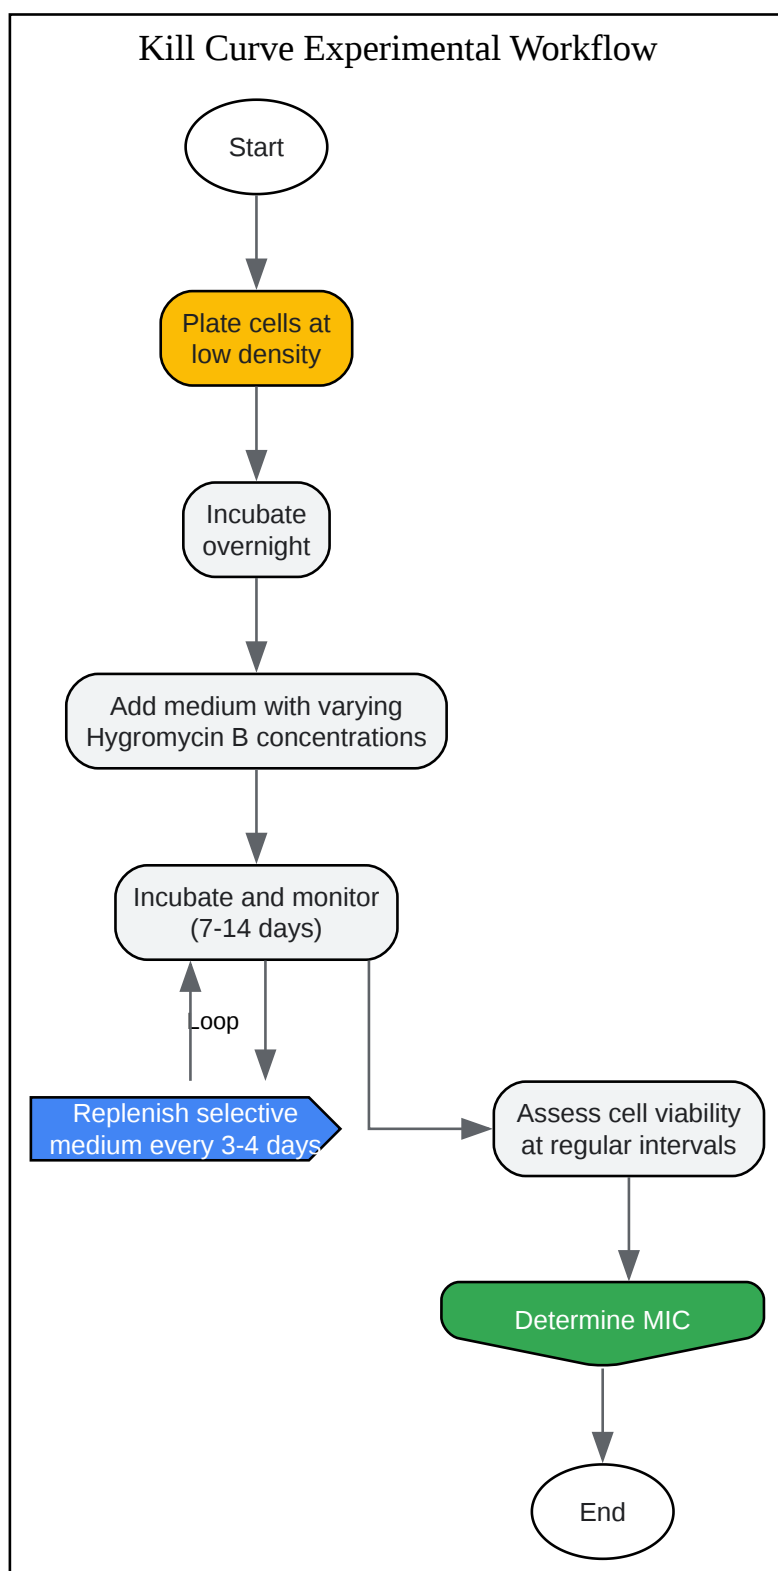 Kill Curve Experimental Workflow
Start
Plate cells at
low density
Incubate
overnight
Add medium with varying
Hygromycin B concentrations
Incubate and monitor
(7-14 days)
Loop
Replenish selective
medium every 3-4 days
Assess cell viability
at regular intervals
Determine MIC
End